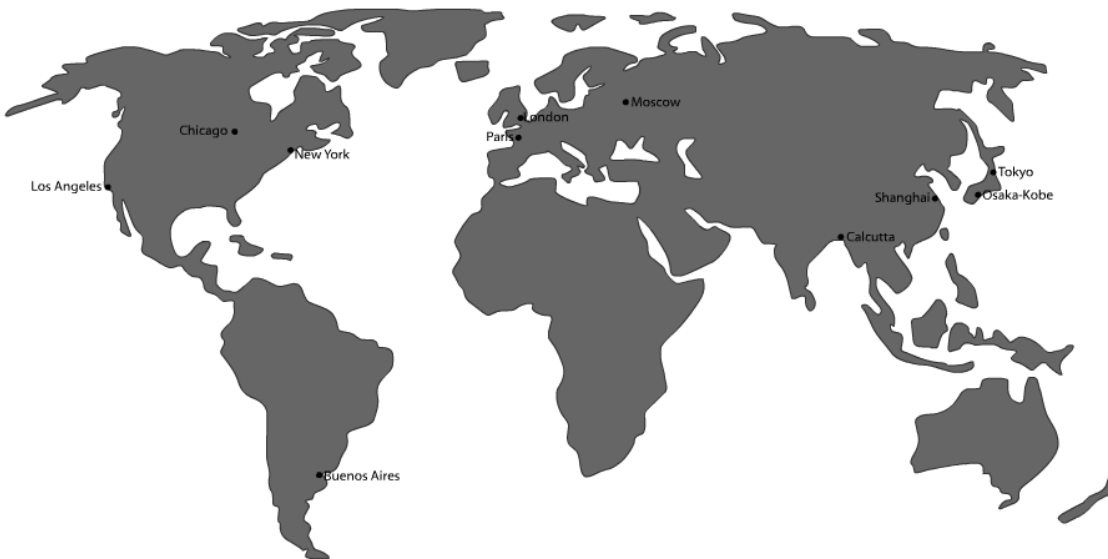 Moscow
London
Chicago
Paris
New York
Tokyo
Los Angeles
Osaka-Kobe
Shanghai
Calcutta
Buenos Aires